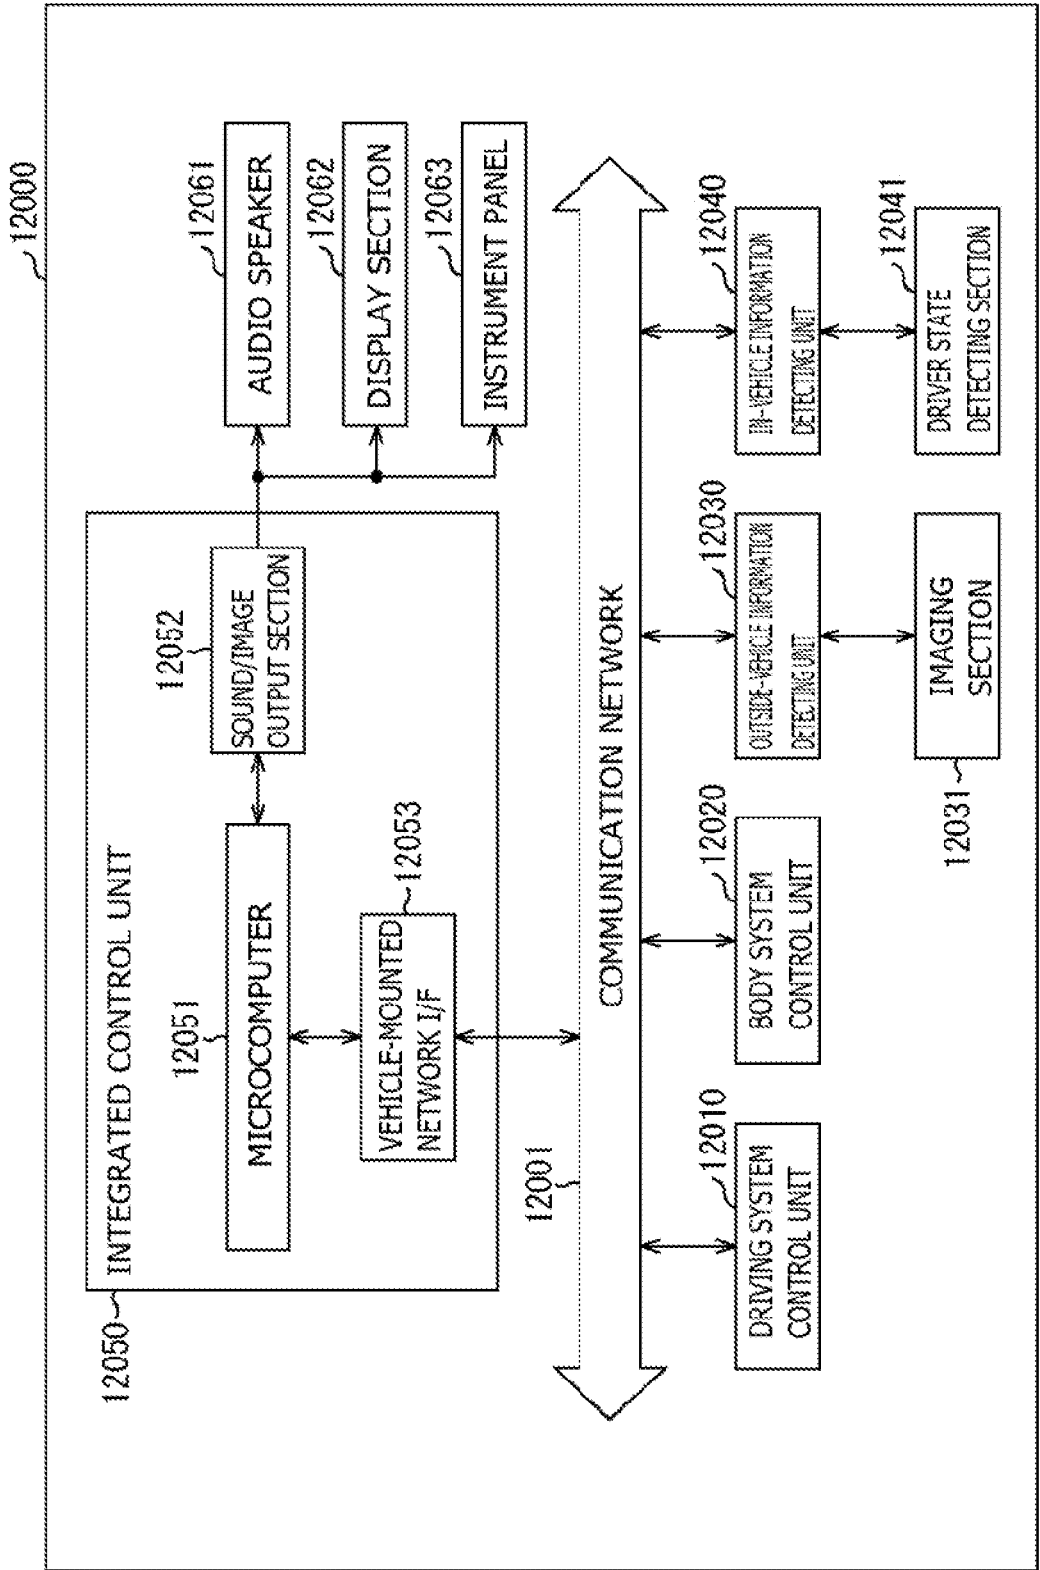 12000
12050
INTEGRATED CONTROL UNIT
12051
MICROCOMPUTER
12052
SOUND/IMAGE
OUTPUT SECTION
12053
VEHICLE-MOUNTED
NETWORK I/F
12061
AUDIO SPEAKER
12062
DISPLAY SECTION
12063
INSTRUMENT PANEL
12001
COMMUNICATION NETWORK
12010
DRIVING SYSTEM
CONTROL UNIT
12020
BODY SYSTEM
CONTROL UNIT
12030
OUTSIDE-VEHICLE INFORMATION
DETECTING UNIT
12040
IN-VEHICLE INFORMATION
DETECTING UNIT
12031
IMAGING
SECTION
12041
DRIVER STATE
DETECTING SECTION